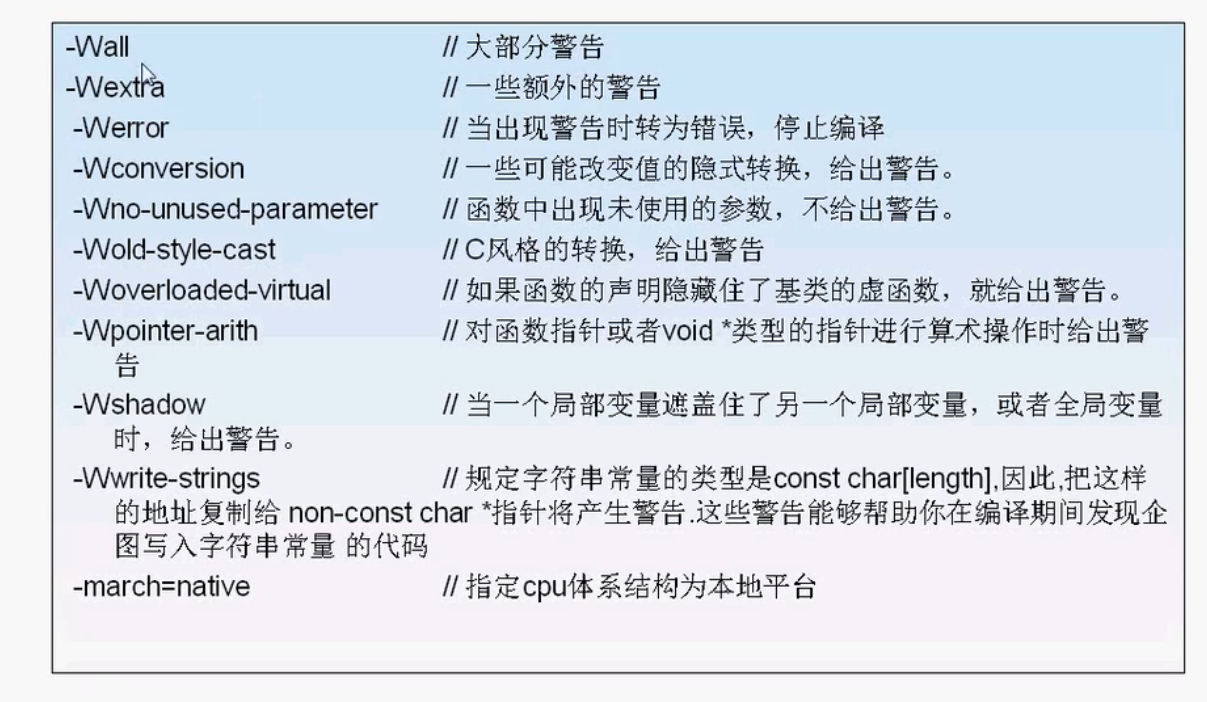 -Wall // 大部分警告
-Wextra // 一些额外的警告
-Werror // 当出现警告时转为错误，停止编译
-Wconversion // 一些可能改变值的隐式转换，给出警告。
-Wno-unused-parameter // 函数中出现未使用的参数，不给出警告。
-Wold-style-cast // C风格的转换，给出警告
-Woverloaded-virtual // 如果函数的声明隐藏住了基类的虚函数，就给出警告。
-Wpointer-arith // 对函数指针或者void *类型的指针进行算术操作时给出警
告
-Wshadow // 当一个局部变量遮盖住了另一个局部变量，或者全局变量
时，给出警告。
-Wwrite-strings // 规定字符串常量的类型是const char[length],因此,把这样
的地址复制给 non-const char *指针将产生警告.这些警告能够帮助你在编译期间发现企
图写入字符串常量 的代码
-march=native // 指定cpu体系结构为本地平台